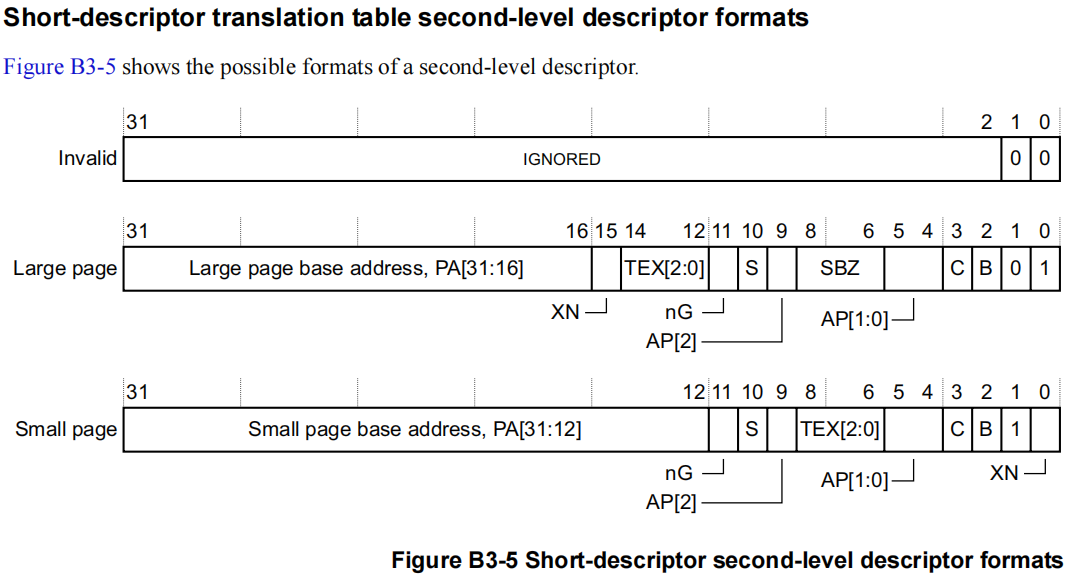 Short-descriptor translation table second-level descriptor formats
Figure B3-5 shows the possible formats of a second-level descriptor.
31 2 1 0
Invalid IGNORED 0 0
31 16 15 14 12 11 10 9 8 6 5 4 3 2 1 0
Large page Large page base address, PA[31:16] TEX[2:0] S SBZ C B 0 1
XN nG AP[1:0]
AP[2]
31 12 11 10 9 8 6 5 4 3 2 1 0
Small page Small page base address, PA[31:12] S TEX[2:0] C B 1
nG AP[1:0] XN
AP[2]
Figure B3-5 Short-descriptor second-level descriptor formats